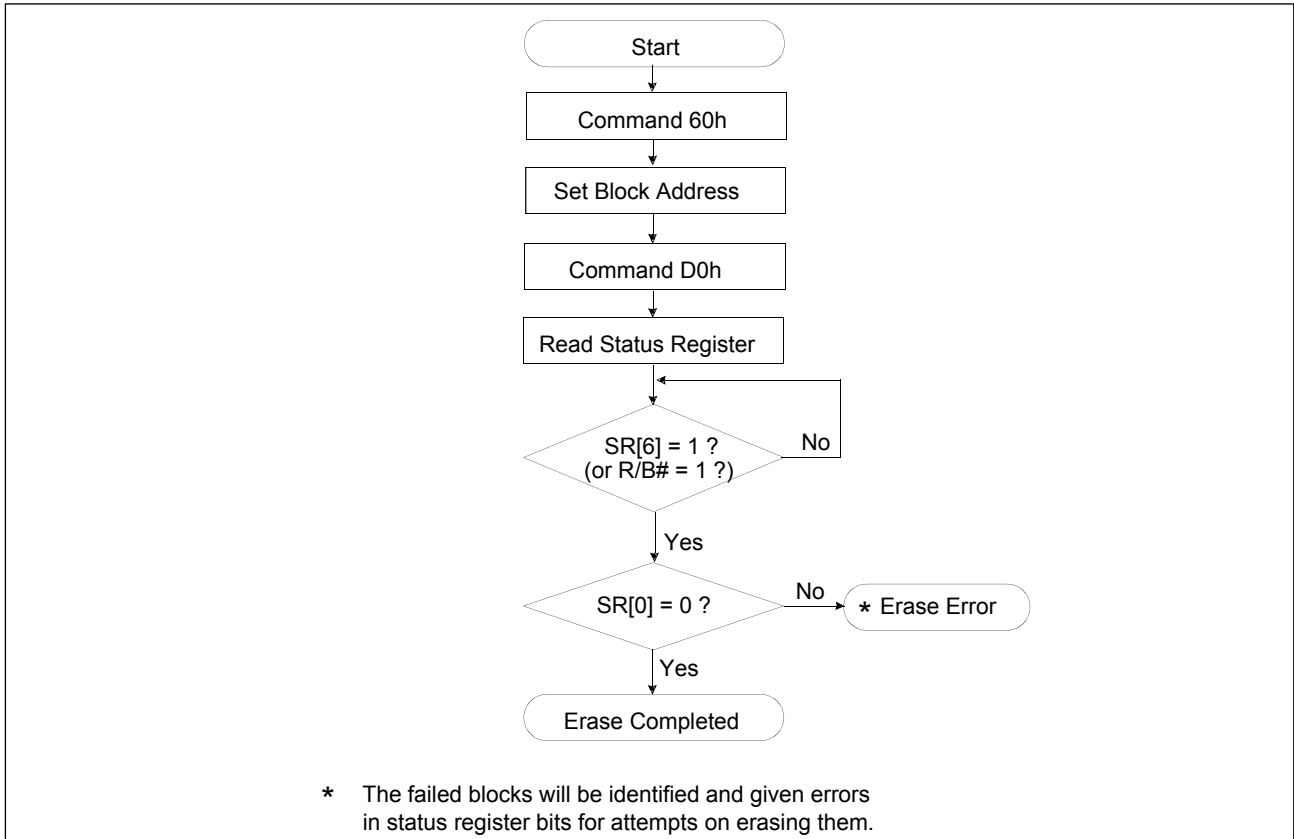 Start
Command 60h
Set Block Address
Command D0h
Read Status Register
SR[6] = 1 ?
(or R/B# = 1 ?)
No
Yes
SR[0] = 0 ?
No
* Erase Error
Yes
Erase Completed
* The failed blocks will be identified and given errors
in status register bits for attempts on erasing them.